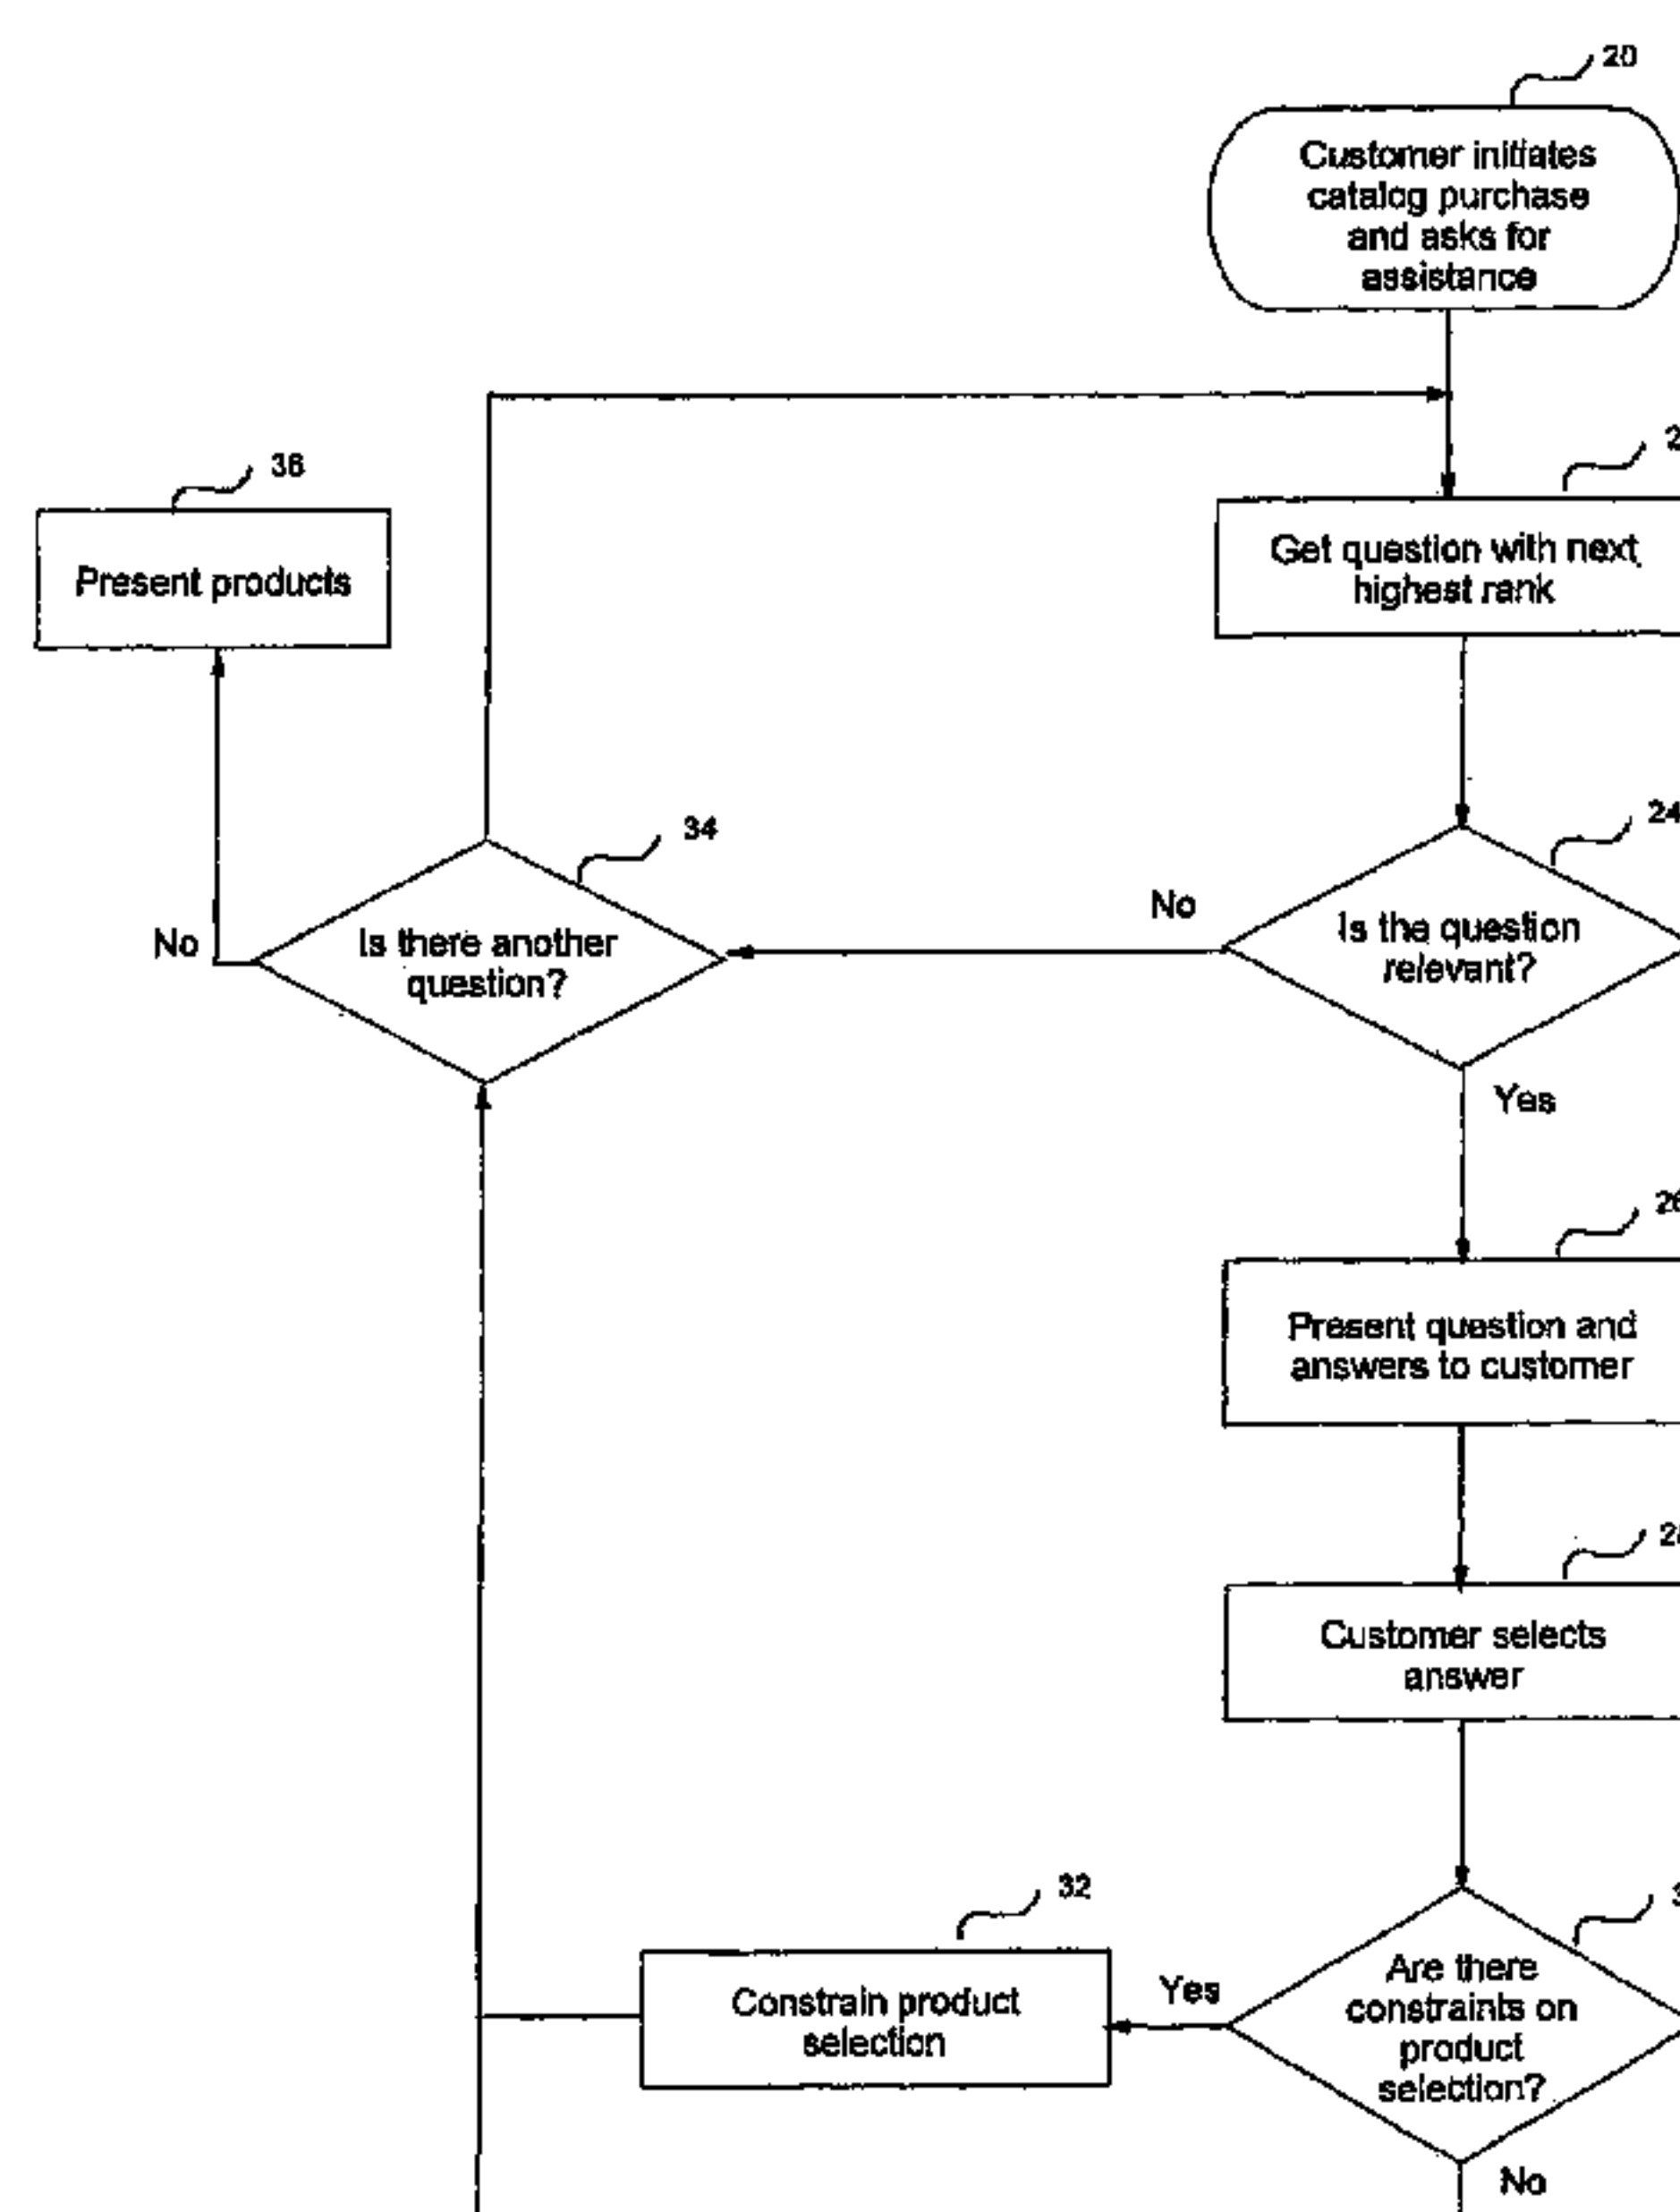 20
Customer initiates
catalog purchase
and asks for
assistance
36
Present products
Get question with next
highest rank
34
24
No
Is there another
question?
No
Is the question
relevant?
Yes
Present question and
answers to customer
Customer selects
answer
32
Constrain product
selection
Yes
Are there
constraints on
product
selection?
No